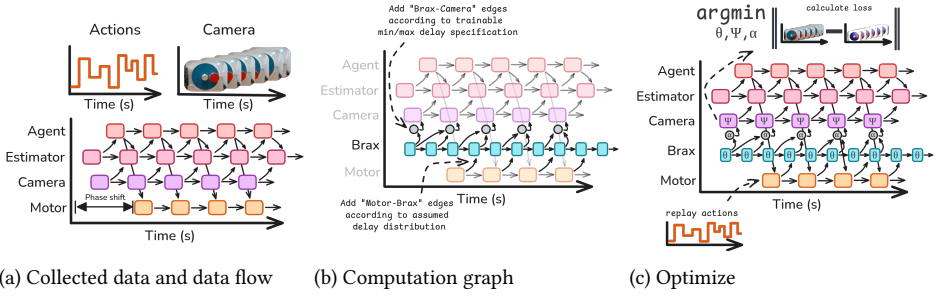 Actions
Camera
Time (s)
Time (s)
Agent
Estimator
Camera
Phase shift
Motor
Time (s)
(a) Collected data and data flow
Add "Brax-Camera" edges
according to trainable
min/max delay specification
Agent
Estimator
Camera
Brax
Motor
Time (s)
Add "Motor-Brax" edges
according to assumed
delay distribution
(b) Computation graph
argmin
θ,Ψ,α
calculate loss
Agent
Estimator
Camera
Ψ Ψ Ψ Ψ Ψ
α α α α α
Brax
θ θ θ θ θ θ θ θ θ
Motor
Time (s)
replay actions
(c) Optimize